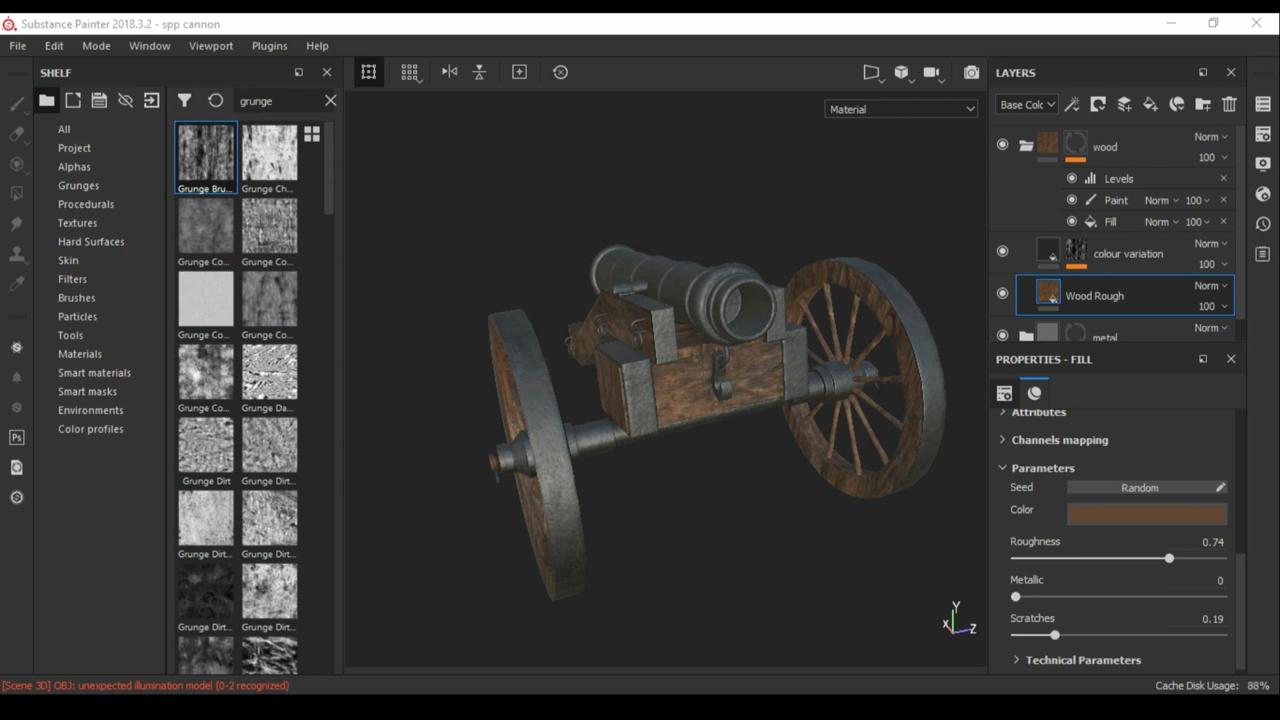 Substance Painter 2018.3.2 - spp cannon
File Edit Mode Window Viewport Plugins Help
SHELF
grunge
All
Project
Alphas
Grunges
Procedurals
Textures
Hard Surfaces
Skin
Filters
Brushes
Particles
Tools
Materials
Smart materials
Smart masks
Environments
Color profiles
Grunge Bru... Grunge Ch...
Grunge Co... Grunge Co...
Grunge Co... Grunge Co...
Grunge Co... Grunge Da...
Grunge Dirt Grunge Dirt...
Grunge Dirt... Grunge Dirt...
Grunge Dirt... Grunge Dirt...
Material
Y
X Z
LAYERS
Base Colc
wood Norm
100
Levels
Paint Norm 100
Fill Norm 100
colour variation Norm
100
Wood Rough Norm
100
metal Norm
PROPERTIES - FILL
Attributes
Channels mapping
Parameters
Seed Random
Color
Roughness 0.74
Metallic 0
Scratches 0.19
Technical Parameters
Ps
[Scene 3D] OBJ: unexpected illumination model (0-2 recognized)
Cache Disk Usage: 88%